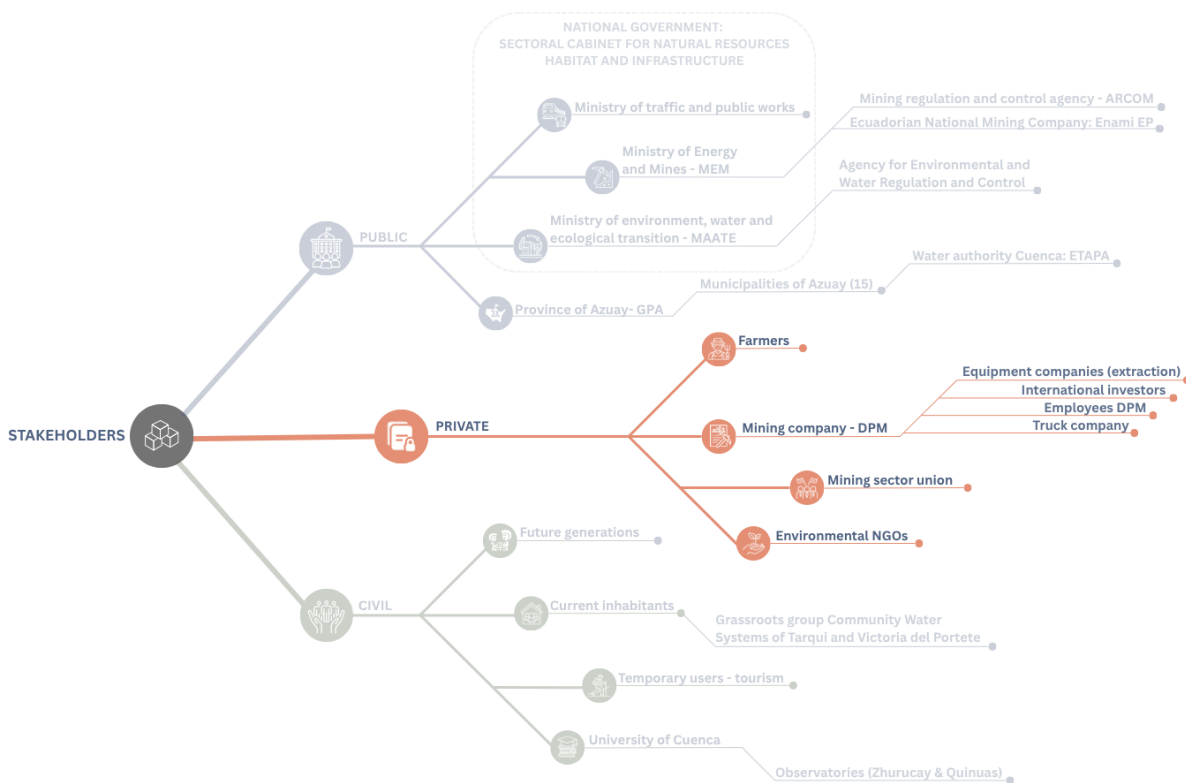 NATIONAL GOVERNMENT:
SECTORAL CABINET FOR NATURAL RESOURCES
HABITAT AND INFRASTRUCTURE
Ministry of traffic and public works
Mining regulation and control agency - ARCOM
Ecuadorian National Mining Company: Enami EP
Ministry of Energy
and Mines - MEM
Agency for Environmental and
Water Regulation and Control
Ministry of environment, water and
ecological transition - MAATE
PUBLIC
Water authority Cuenca: ETAPA
Municipalities of Azuay (15)
Province of Azuay- GPA
Farmers
Equipment companies (extraction)
International investors
Employees DPM
Truck company
Mining company - DPM
PRIVATE
STAKEHOLDERS
Mining sector union
Environmental NGOs
Future generations
CIVIL
Current inhabitants
Grassroots group Community Water
Systems of Tarqui and Victoria del Portete
Temporary users - tourism
University of Cuenca
Observatories (Zhurucay & Quinuas)